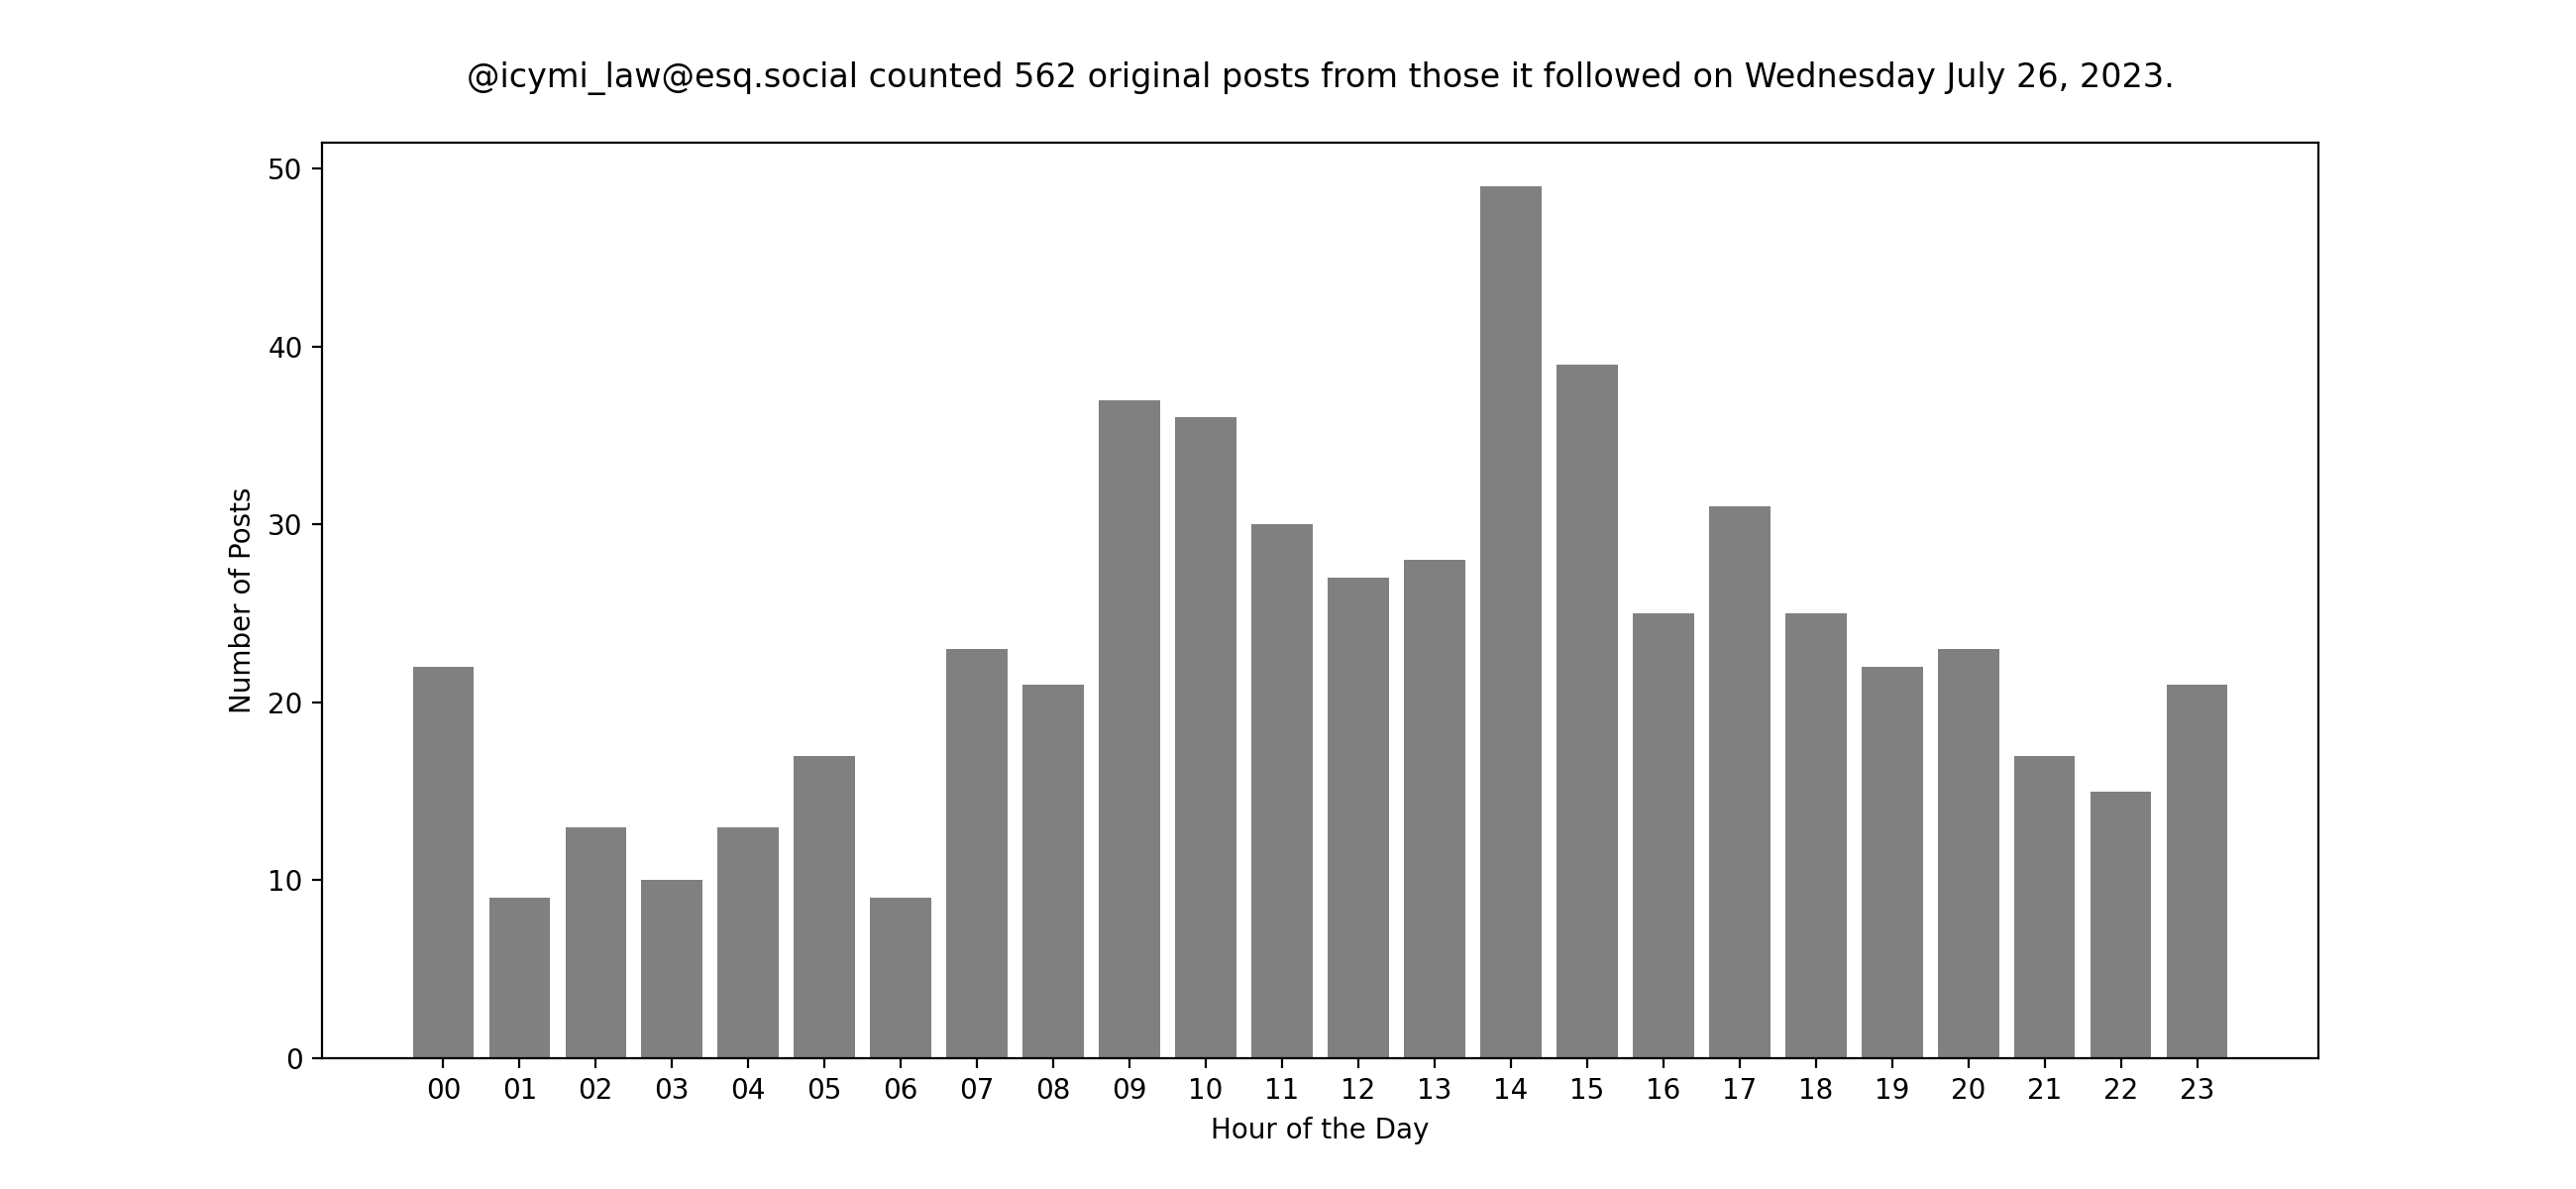 @icymi_law@esq.social counted 562 original posts from those it followed on Wednesday July 26, 2023.
50
40
30
20
10
0
Number of Posts
00 01 02 03 04 05 06 07 08 09 10 11 12 13 14 15 16 17 18 19 20 21 22 23
Hour of the Day